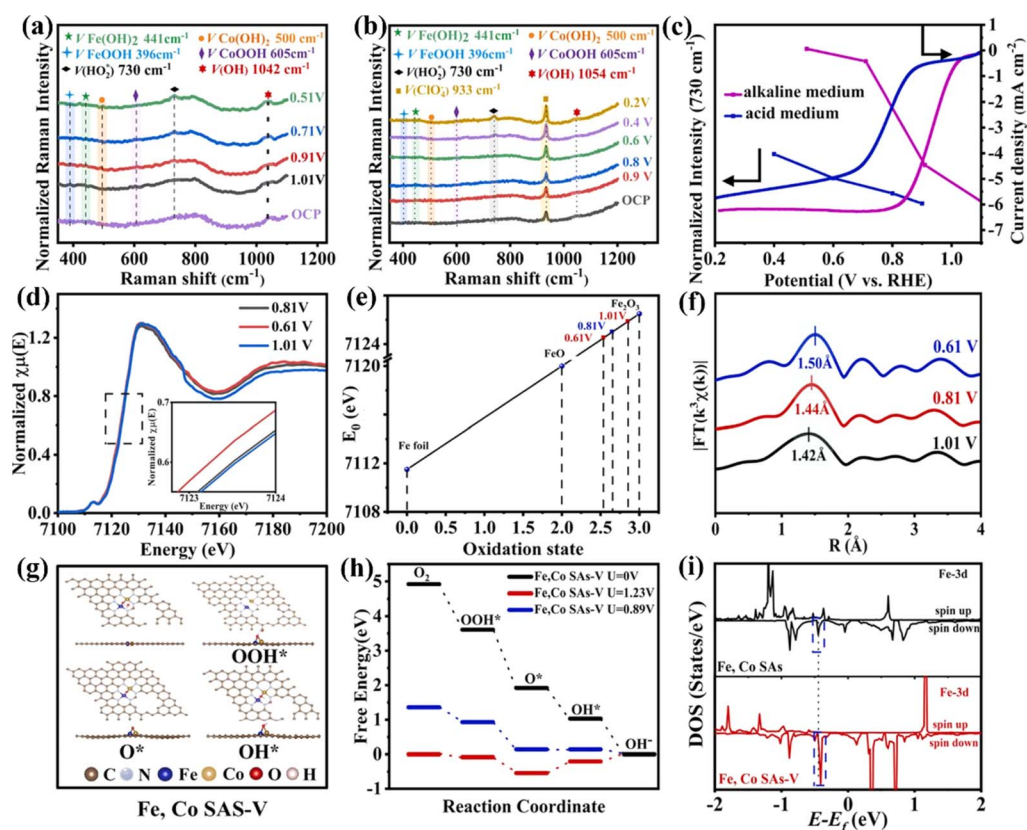 (a)
V Fe(OH)2 441cm-1
V Co(OH)2 500 cm-1
V FeOOH 396cm-1
V CoOOH 605cm-1
V(HO2-) 730 cm-1
V(OH) 1042 cm-1
0.51V
0.71V
0.91V
1.01V
OCP
Normalized Raman Intensity
400 600 800 1000 1200
Raman shift (cm-1)
(b)
V Fe(OH)2 441 cm-1
V Co(OH)2 500 cm-1
V FeOOH 396cm-1
V CoOOH 605cm-1
V(HO2-) 730 cm-1
V(OH) 1054 cm-1
V(ClO4-) 933 cm-1
0.2V
0.4 V
0.6 V
0.8 V
0.9 V
OCP
Normalized Raman Intensity
400 600 800 1000 1200
Raman shift (cm-1)
(c)
alkaline medium
acid medium
Normalized Intensity (730 cm-1)
1
0
-1
-2
-3
-4
-5
-6
-7
Current density (mA cm-2)
0.2 0.4 0.6 0.8 1.0
Potential (V vs. RHE)
(d)
0.81V
0.61 V
1.01 V
Normalized χμ(E)
1.2
0.8
0.4
0.0
Normalized χμ(E)
0.7
0.6
7123 7124
Energy (eV)
7100 7120 7140 7160 7180 7200
Energy (eV)
(e)
Fe2O3
1.01V
0.81V
0.61V
FeO
Fe foil
E0 (eV)
7124
7120
7112
7108
0.0 0.5 1.0 1.5 2.0 2.5 3.0
Oxidation state
(f)
0.61 V
1.50Å
0.81 V
1.44Å
1.01 V
1.42Å
|FT(k3χ(k))|
0 1 2 3 4
R (Å)
(g)
OOH*
O*
OH*
C N Fe Co O H
Fe, Co SAS-V
(h)
Fe,Co SAs-V U=0V
Fe,Co SAs-V U=1.23V
Fe,Co SAs-V U=0.89V
O2
OOH*
O*
OH*
OH-
Free Energy(eV)
5
4
3
2
1
0
-1
Reaction Coordinate
(i)
Fe-3d
spin up
spin down
Fe, Co SAs
Fe-3d
spin up
spin down
Fe, Co SAs-V
DOS (States/eV)
-2 -1 0 1 2
E-Ef (eV)